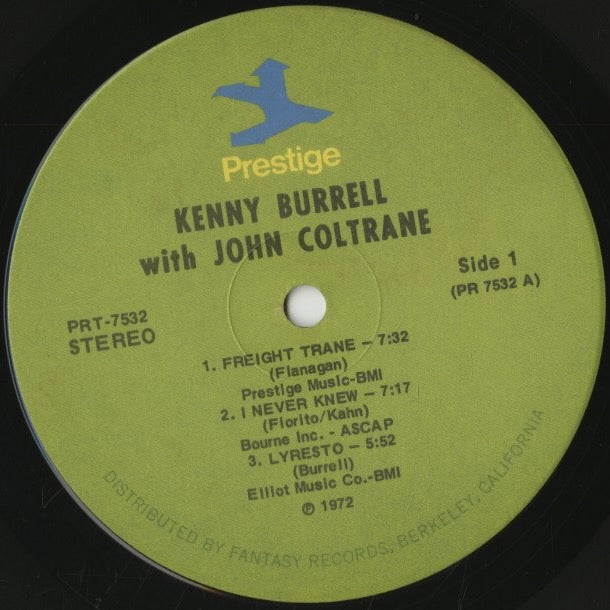 Prestige
KENNY BURRELL
with JOHN COLTRANE
Side 1
(PR 7532 A)
PRT-7532
STEREO
1. FREIGHT TRANE – 7:32
(Flanagan)
Prestige Music-BMI
2. I NEVER KNEW – 7:17
(Fiorito/Kahn)
Bourne Inc. - ASCAP
3. LYRESTO – 5:52
(Burrell)
Elliot Music Co.-BMI
℗ 1972
DISTRIBUTED BY FANTASY RECORDS, BERKELEY, CALIFORNIA